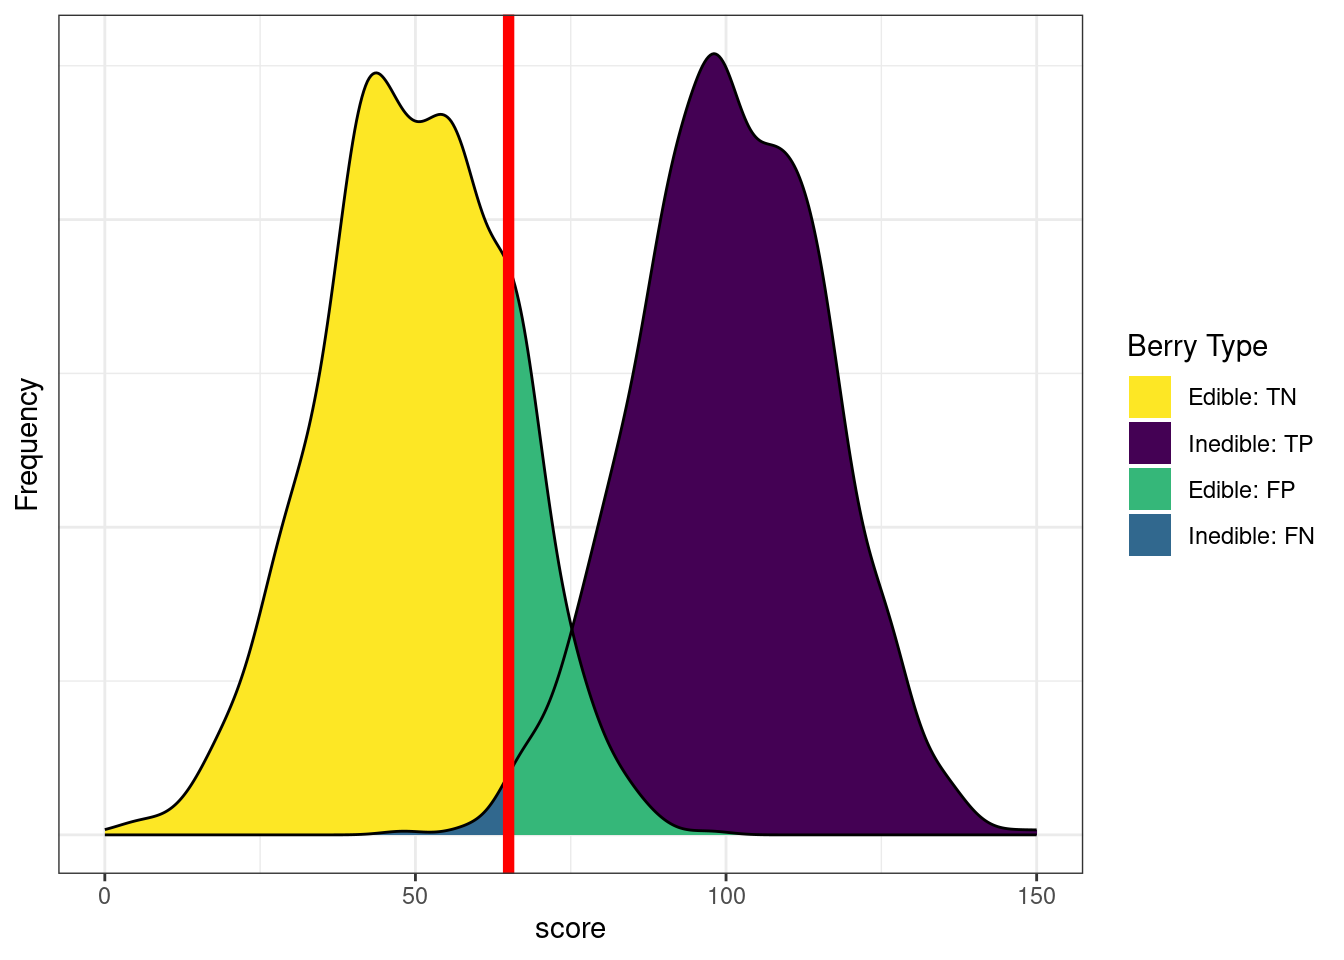 Frequency
0
50
100
150
score
Berry Type
Edible: TN
Inedible: TP
Edible: FP
Inedible: FN